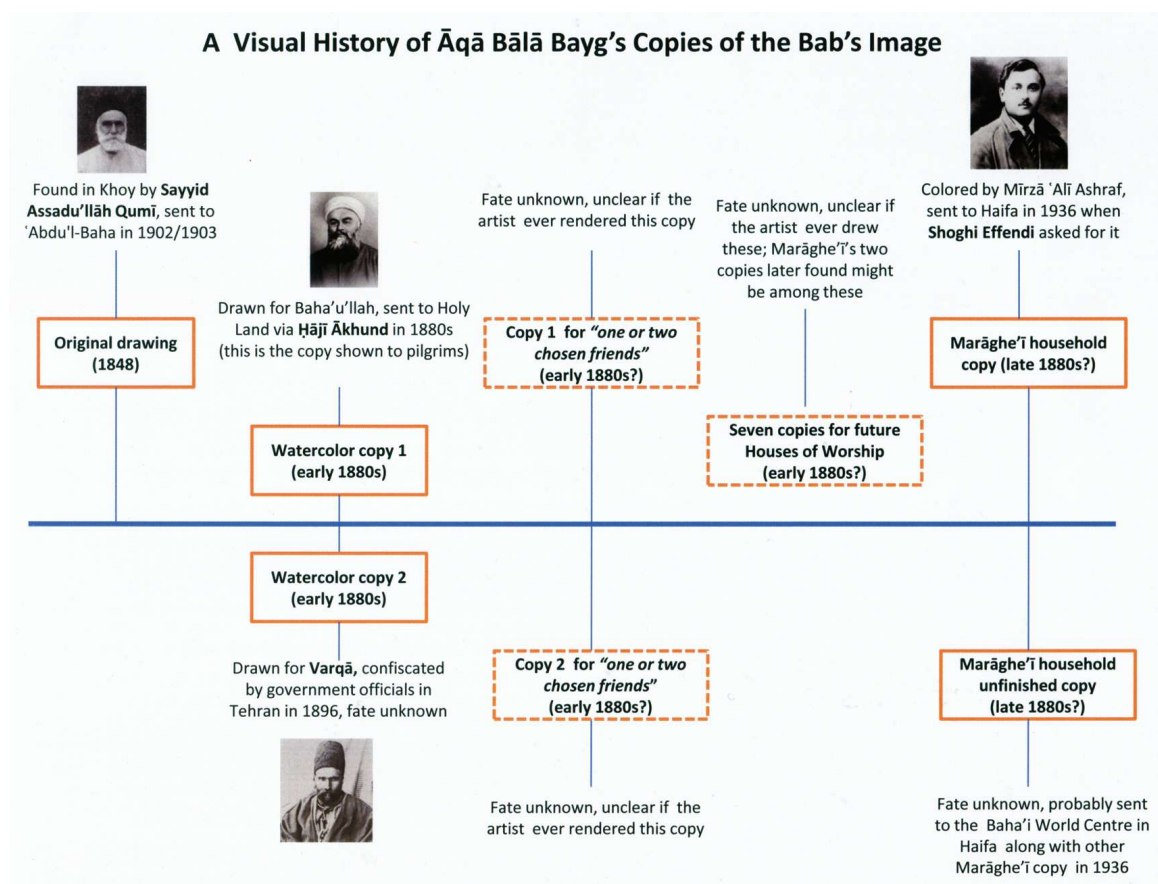 A Visual History of Āqā Bālā Bayg's Copies of the Bab's Image
Found in Khoy by Sayyid
Assadu'llāh Qumī, sent to
'Abdu'l-Baha in 1902/1903
Original drawing
(1848)
Drawn for Baha'u'llah, sent to Holy
Land via Ḥājī Ākhund in 1880s
(this is the copy shown to pilgrims)
Watercolor copy 1
(early 1880s)
Watercolor copy 2
(early 1880s)
Drawn for Varqā, confiscated
by government officials in
Tehran in 1896, fate unknown
Fate unknown, unclear if the
artist ever rendered this copy
Copy 1 for "one or two
chosen friends"
(early 1880s?)
Copy 2 for "one or two
chosen friends"
(early 1880s?)
Fate unknown, unclear if the
artist ever rendered this copy
Fate unknown, unclear if
the artist ever drew
these; Marāghe'ī's two
copies later found might
be among these
Seven copies for future
Houses of Worship
(early 1880s?)
Colored by Mīrzā 'Alī Ashraf,
sent to Haifa in 1936 when
Shoghi Effendi asked for it
Marāghe'ī household
copy (late 1880s?)
Marāghe'ī household
unfinished copy
(late 1880s?)
Fate unknown, probably sent
to the Baha'i World Centre in
Haifa along with other
Marāghe'ī copy in 1936